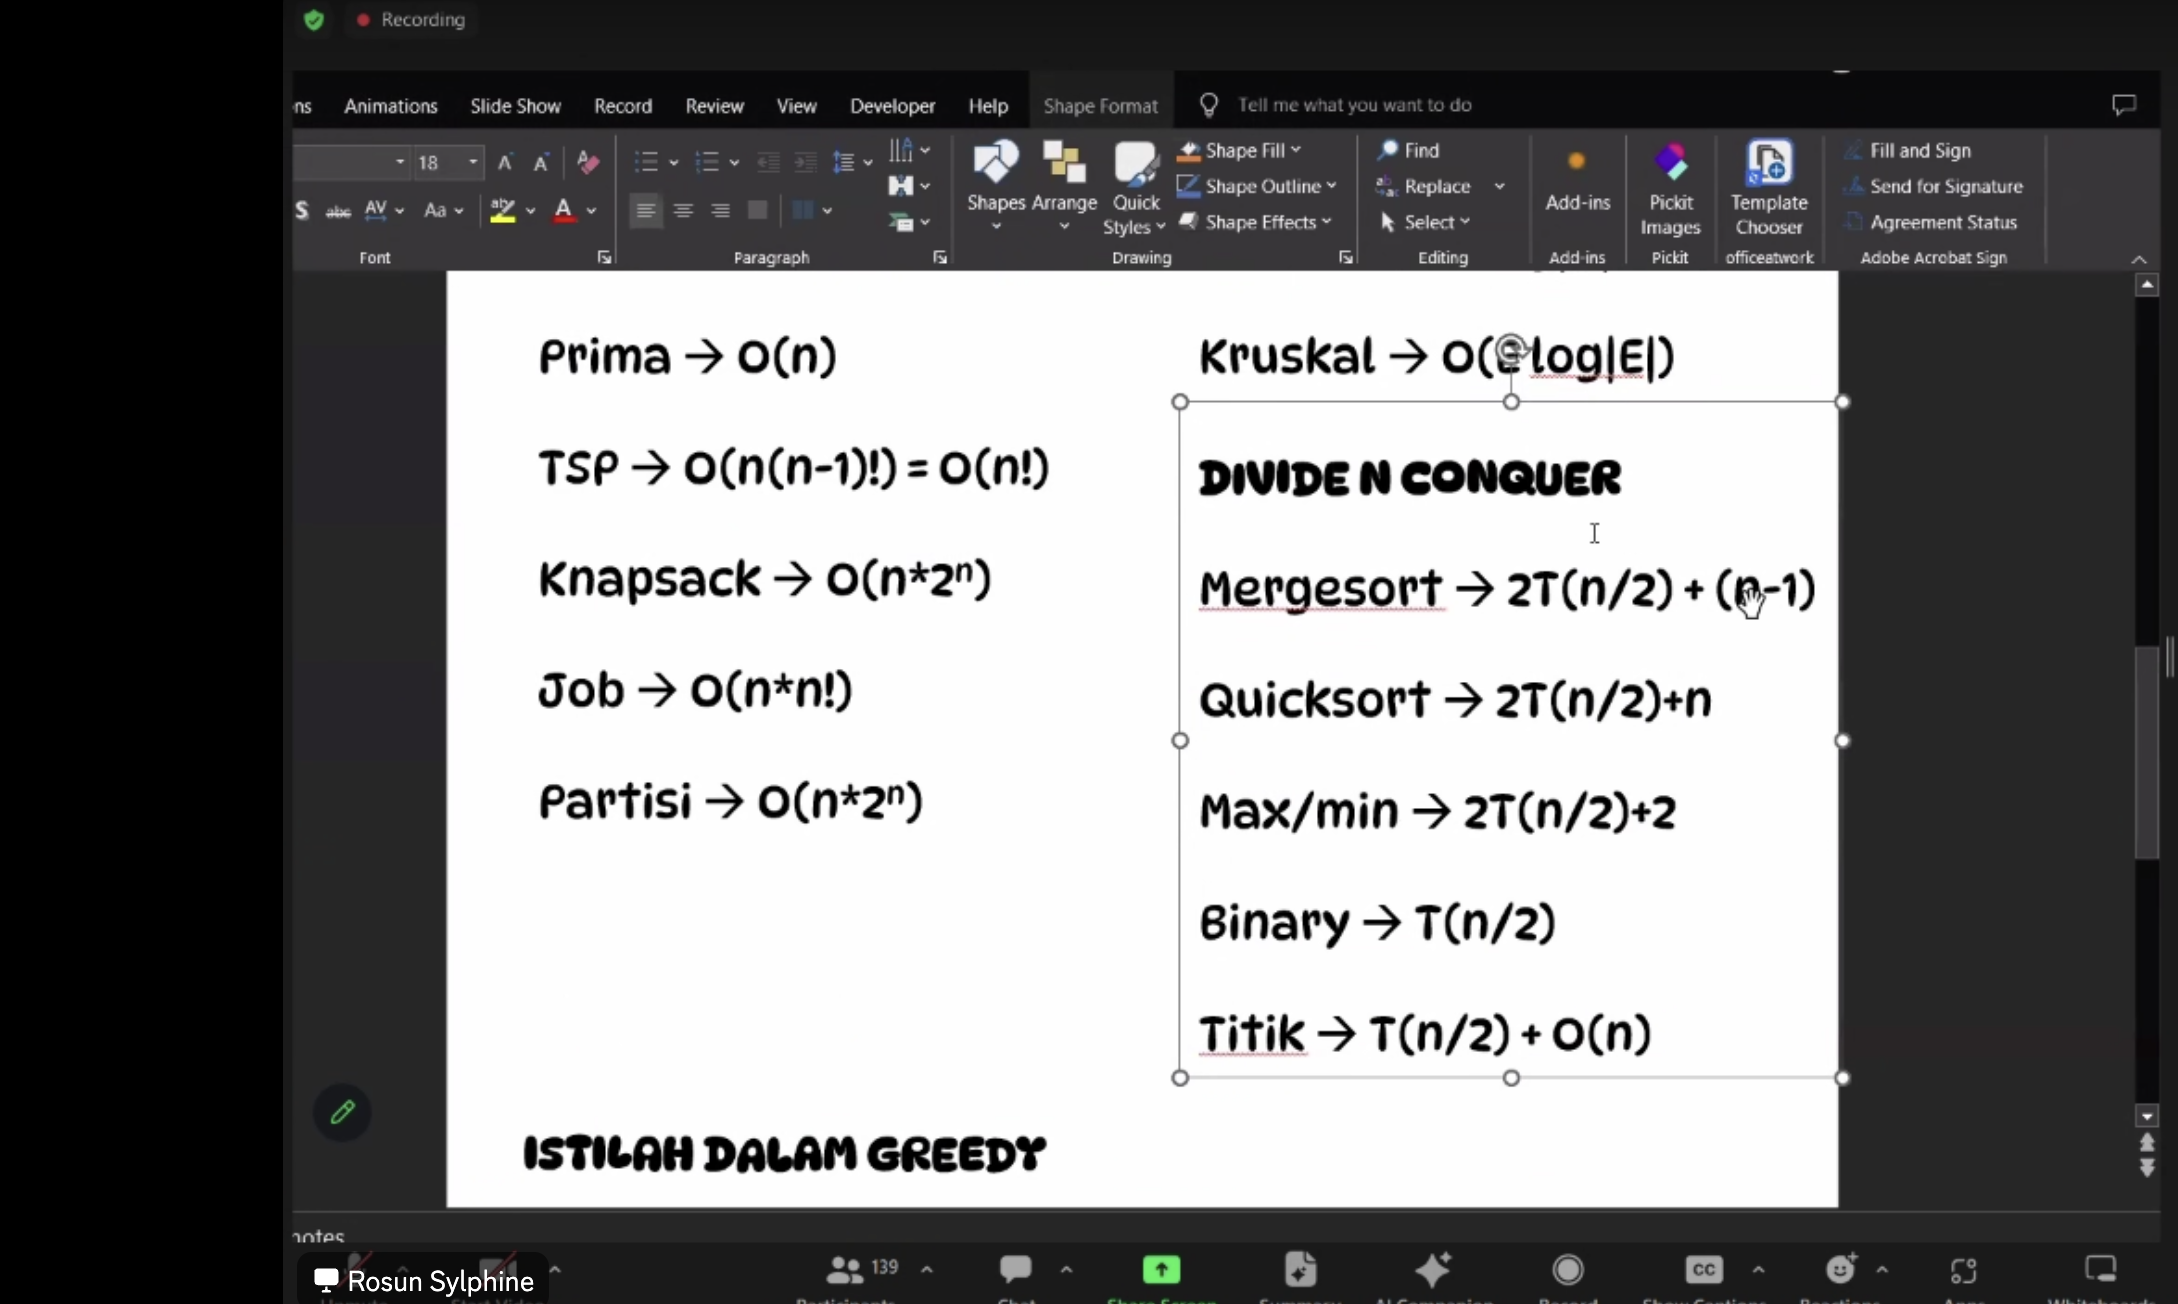 Recording
ns Animations Slide Show Record Review View Developer Help Shape Format Tell me what you want to do
18
Aa
Font
Paragraph
Shapes
Arrange
Quick
Styles
Shape Fill
Shape Outline
Shape Effects
Drawing
Find
Replace
Select
Editing
Add-ins
Add-ins
Pickit
Images
Pickit
Template
Chooser
officeatwork
Fill and Sign
Send for Signature
Agreement Status
Adobe Acrobat Sign
Prima → O(n)
TSP → O(n(n-1)!) = O(n!)
Knapsack → O(n*2ⁿ)
Job → O(n*n!)
Partisi → O(n*2ⁿ)
Kruskal → O(E log|E|)
DIVIDE N CONQUER
Mergesort → 2T(n/2) + (n-1)
Quicksort → 2T(n/2)+n
Max/min → 2T(n/2)+2
Binary → T(n/2)
Titik → T(n/2) + O(n)
ISTILAH DALAM GREEDY
notes
Rosun Sylphine
139
CC